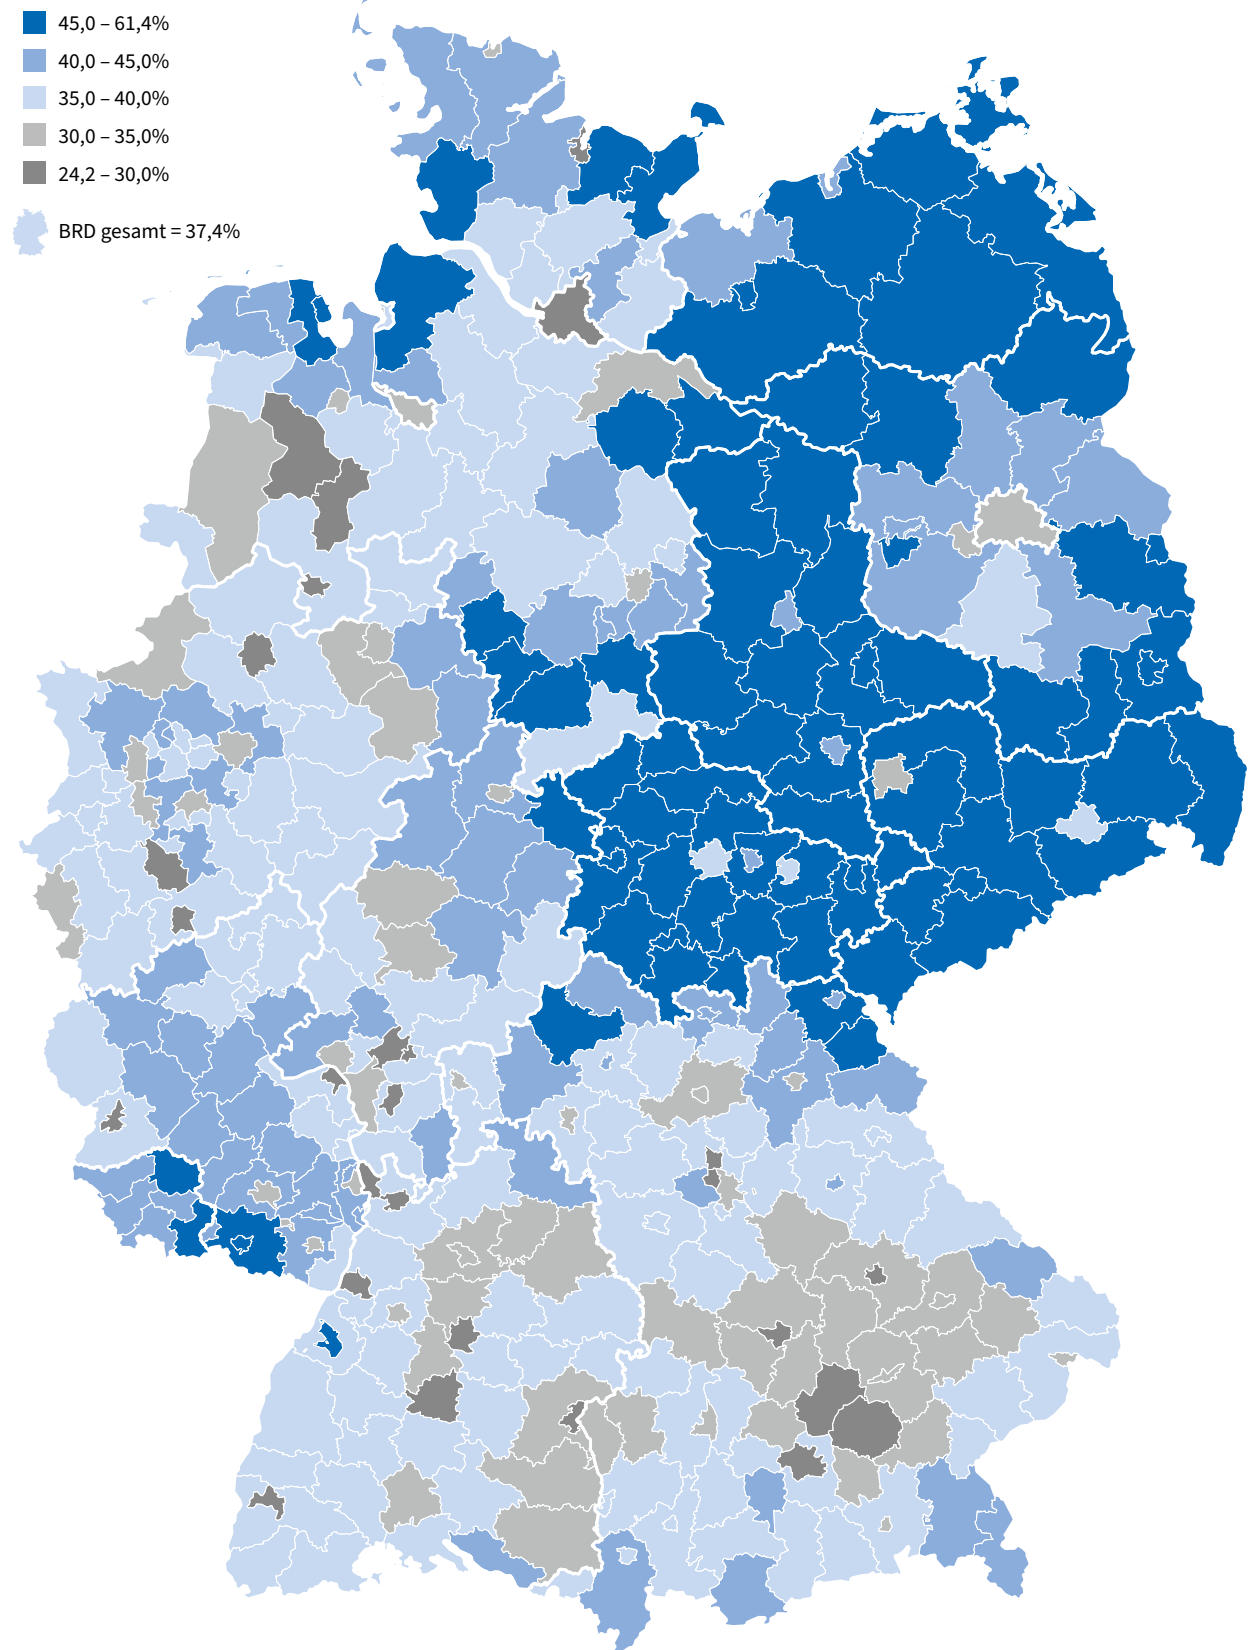 45,0 – 61,4%
40,0 – 45,0%
35,0 – 40,0%
30,0 – 35,0%
24,2 – 30,0%
BRD gesamt = 37,4%